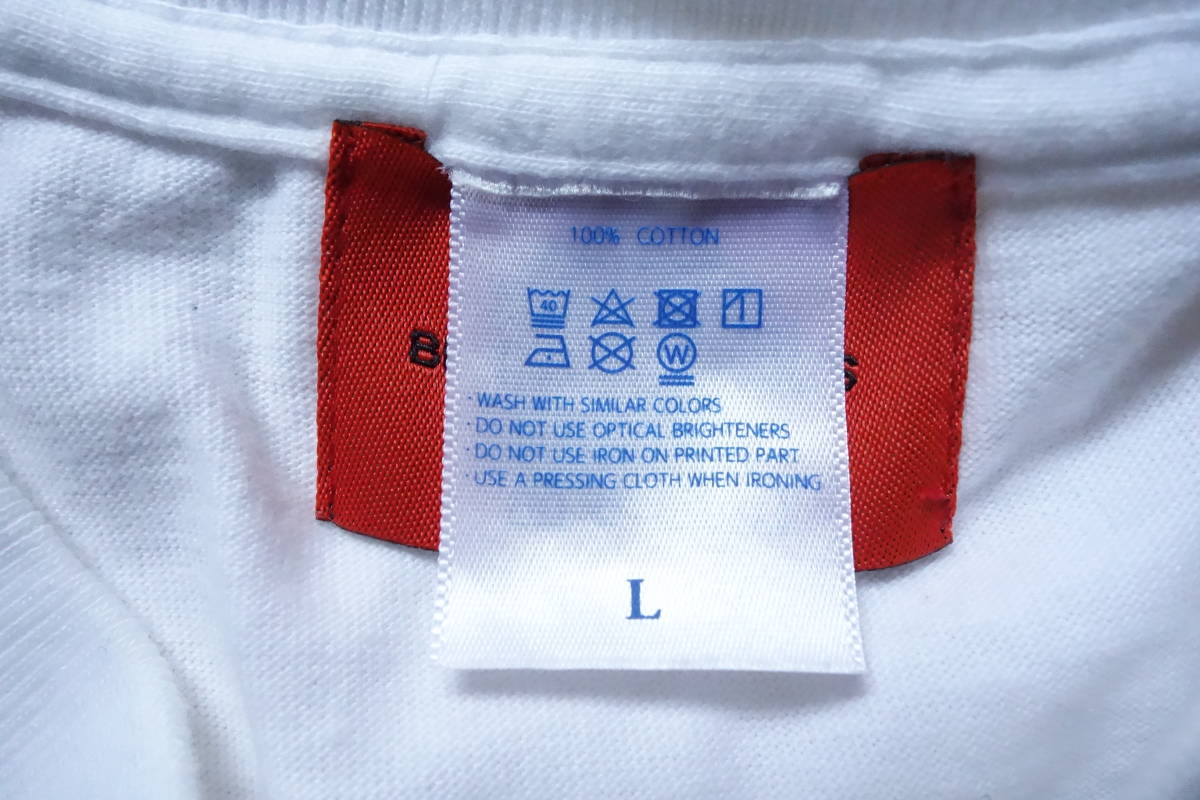 100% COTTON
40
W
· WASH WITH SIMILAR COLORS
· DO NOT USE OPTICAL BRIGHTENERS
· DO NOT USE IRON ON PRINTED PART
· USE A PRESSING CLOTH WHEN IRONING
L